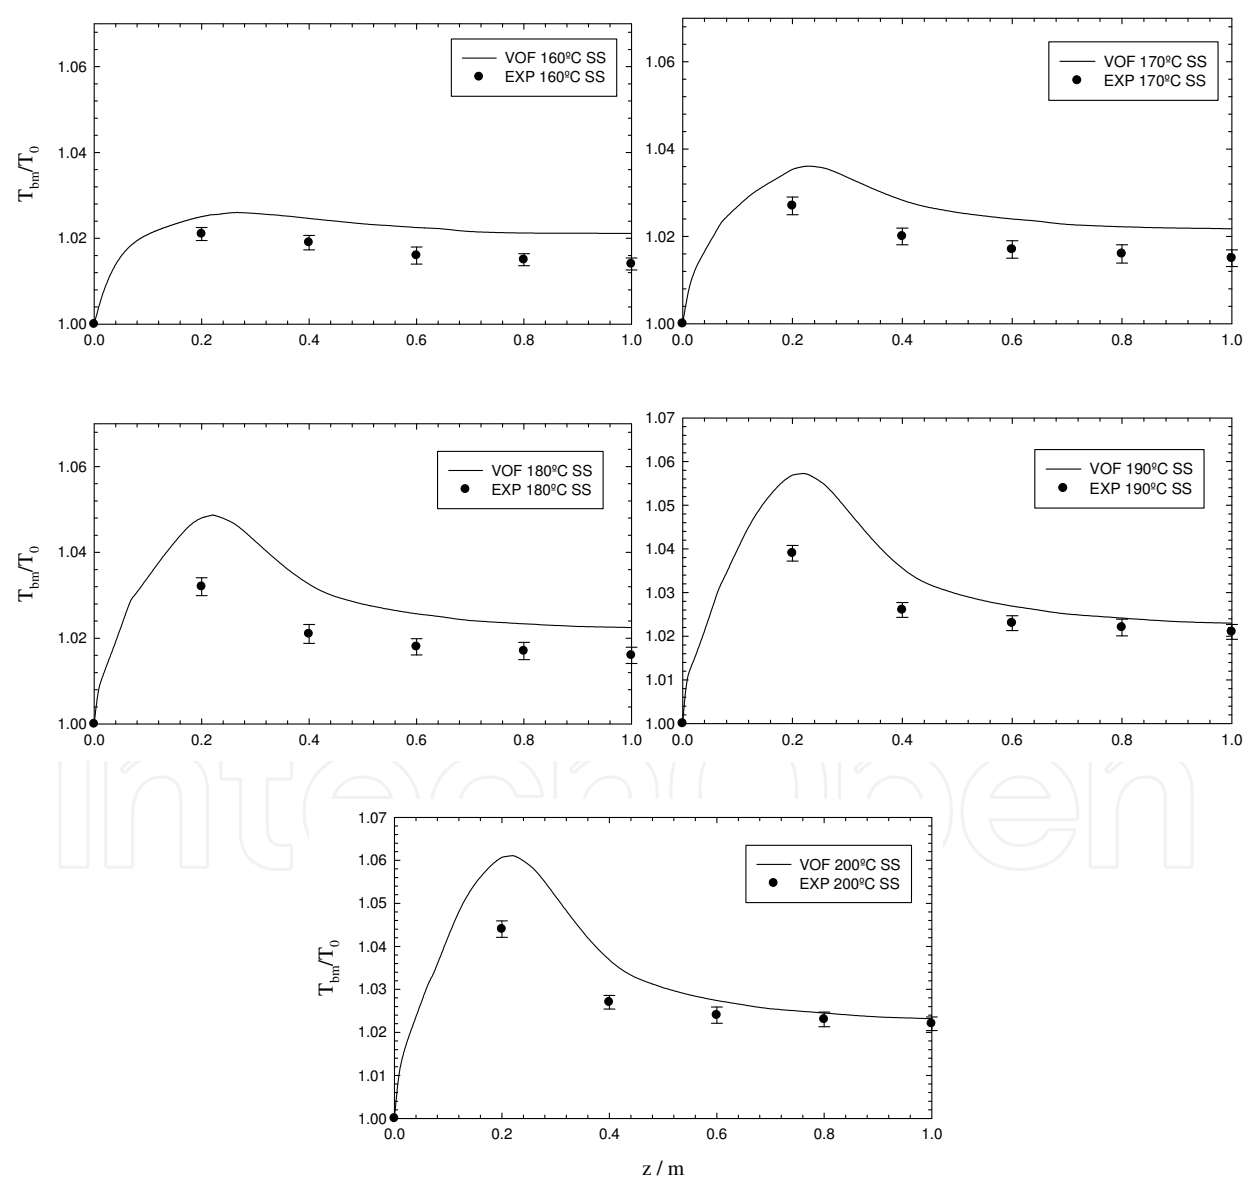 VOF 160ºC SS
EXP 160ºC SS
1.06
1.04
1.02
1.00
0.0 0.2 0.4 0.6 0.8 1.0
Tbm/T0
VOF 170ºC SS
EXP 170ºC SS
1.06
1.04
1.02
1.00
0.0 0.2 0.4 0.6 0.8 1.0
VOF 180ºC SS
EXP 180ºC SS
1.06
1.04
1.02
1.00
0.0 0.2 0.4 0.6 0.8 1.0
Tbm/T0
1.07
VOF 190ºC SS
EXP 190ºC SS
1.06
1.05
1.04
1.03
1.02
1.01
1.00
0.0 0.2 0.4 0.6 0.8 1.0
IntechOpen
1.07
VOF 200ºC SS
EXP 200ºC SS
1.06
1.05
1.04
1.03
1.02
1.01
1.00
0.0 0.2 0.4 0.6 0.8 1.0
Tbm/T0
z / m